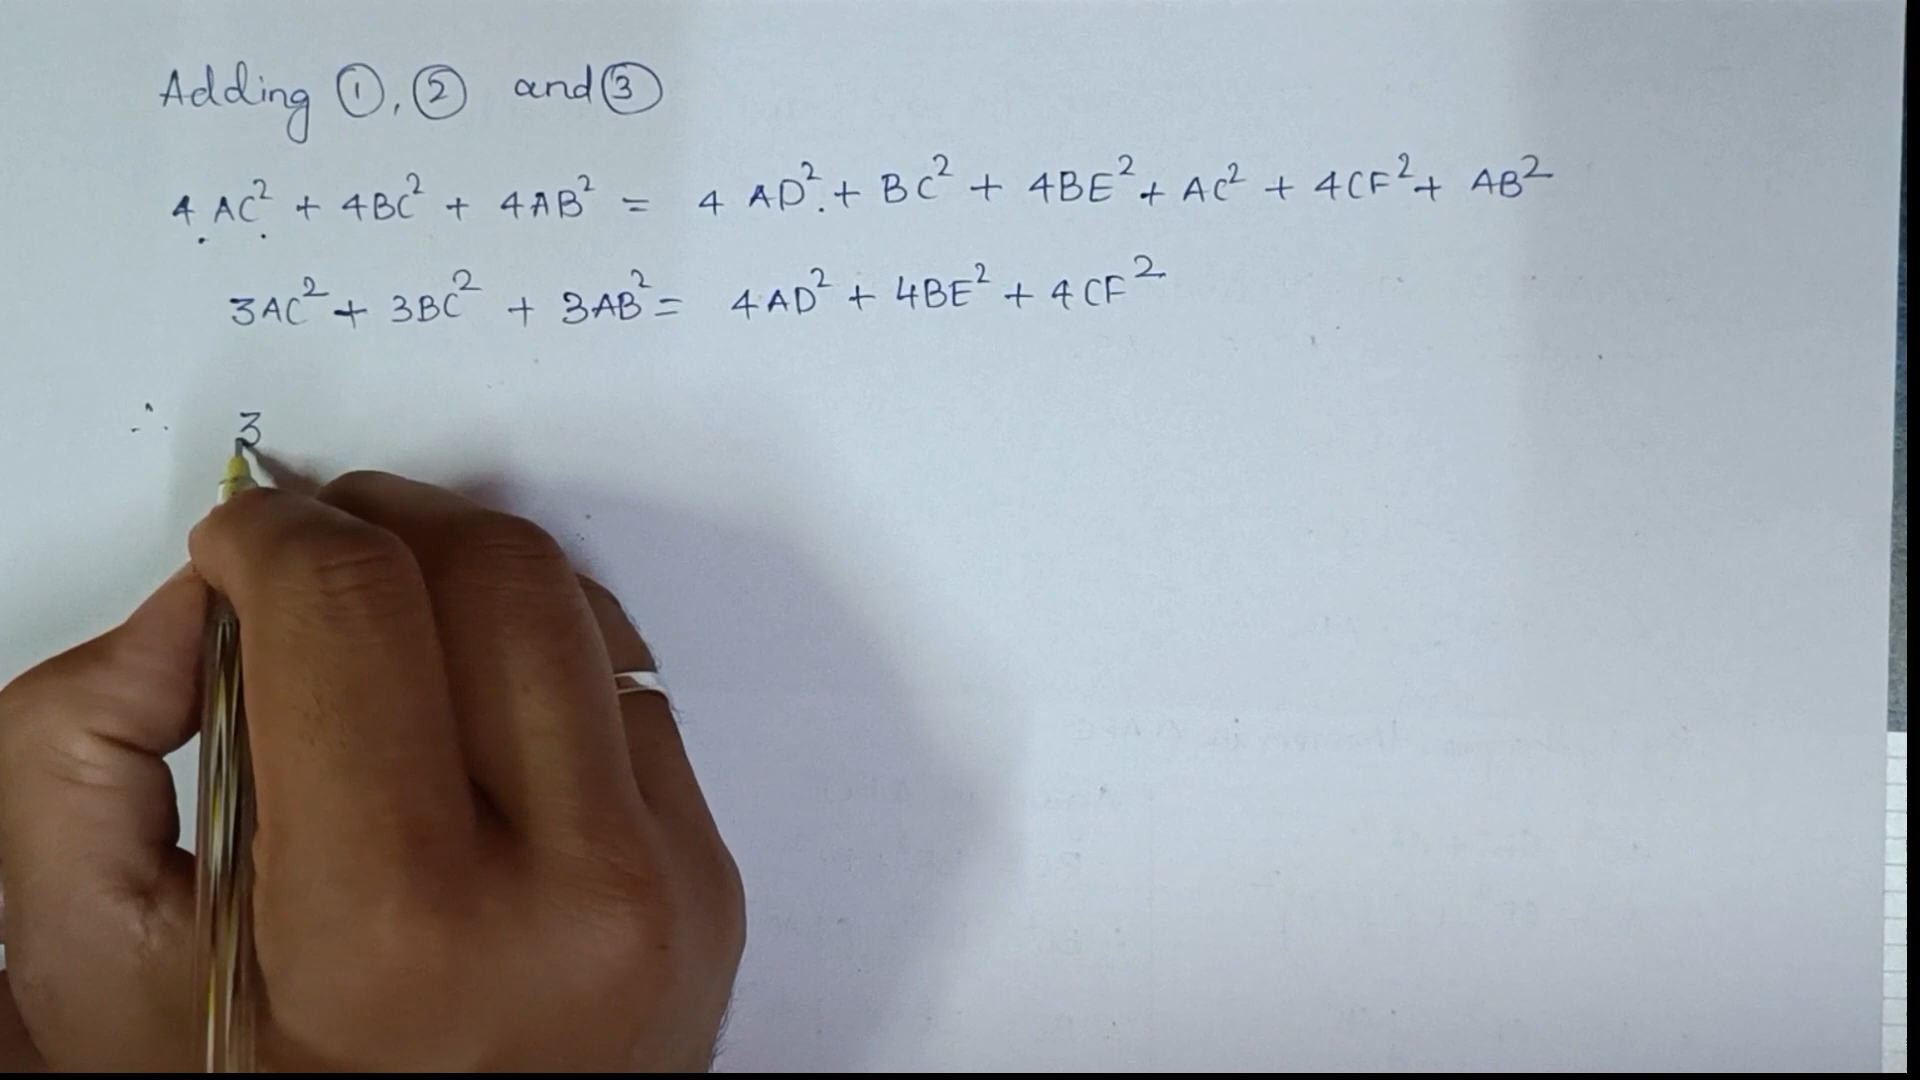 Adding ①, ② and ③
4 AC² + 4BC² + 4AB² = 4 AD² + BC² + 4BE² + AC² + 4CF² + AB²
3AC² + 3BC² + 3AB² = 4AD² + 4BE² + 4CF²
∴ 3